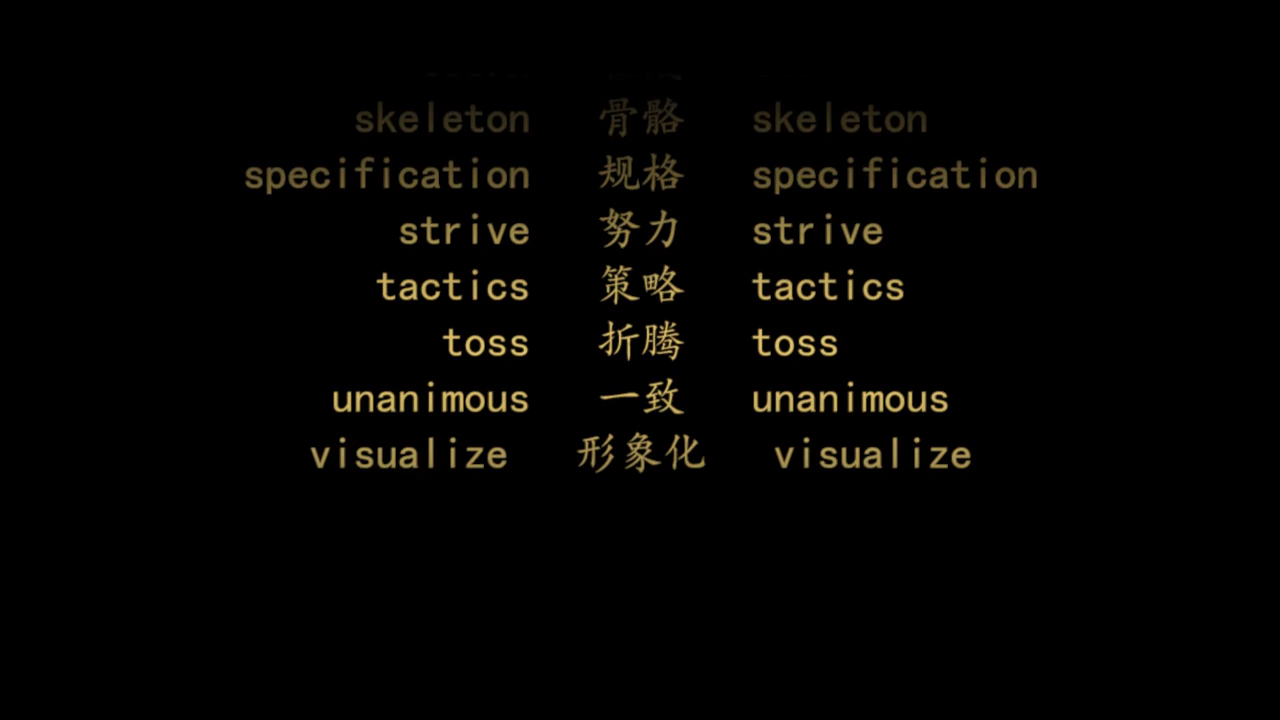 skeleton 骨骼 skeleton
specification 规格 specification
strive 努力 strive
tactics 策略 tactics
toss 折腾 toss
unanimous 一致 unanimous
visualize 形象化 visualize